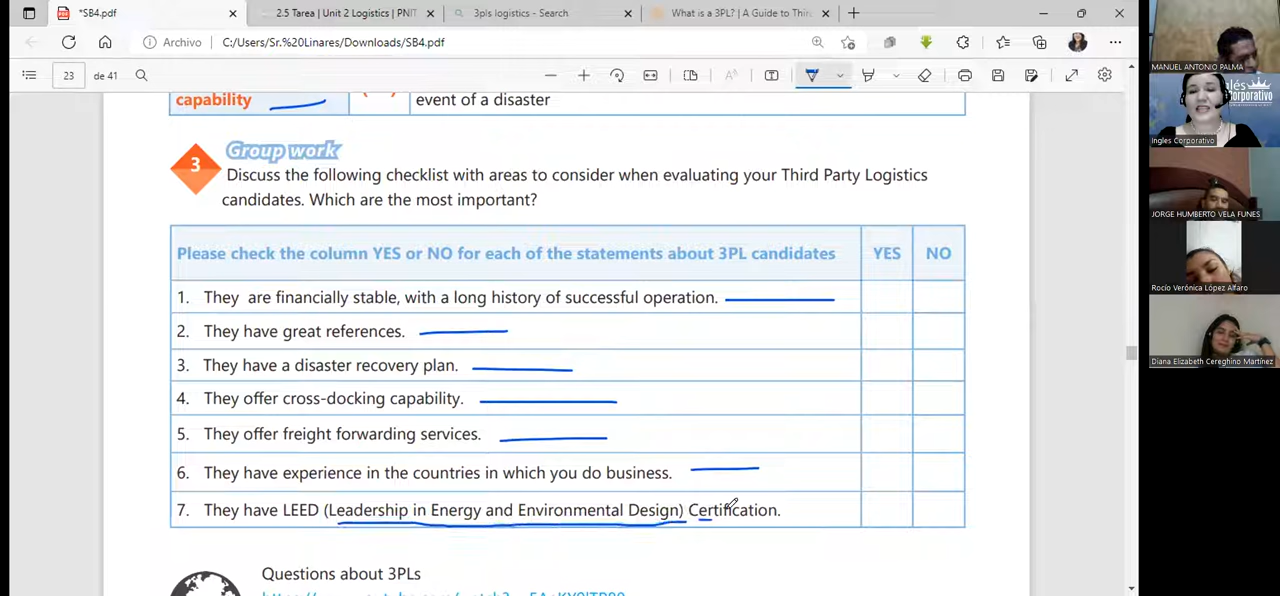 *SB4.pdf
2.5 Tarea | Unit 2 Logistics | PNIT
3pls logistics - Search
What is a 3PL? | A Guide to Thir
Archivo
C:/Users/Sr.%20Linares/Downloads/SB4.pdf
23 de 41
capability
event of a disaster
3
Group work
Discuss the following checklist with areas to consider when evaluating your Third Party Logistics
candidates. Which are the most important?
Please check the column YES or NO for each of the statements about 3PL candidates YES NO
1. They are financially stable, with a long history of successful operation.
2. They have great references.
3. They have a disaster recovery plan.
4. They offer cross-docking capability.
5. They offer freight forwarding services.
6. They have experience in the countries in which you do business.
7. They have LEED (Leadership in Energy and Environmental Design) Certification.
Questions about 3PLs
MANUEL ANTONIO PALMA
Ingles Corporativo
JORGE HUMBERTO VELA FUNES
Rocío Verónica López Alfaro
Diana Elizabeth Cereghino Martínez